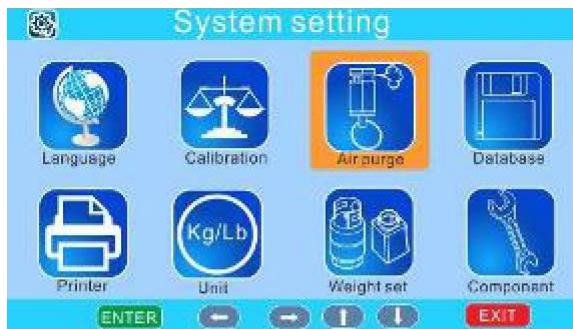 System setting
Language Calibration Air purge Database
Kg/Lb
Printer Unit Weight set Component
ENTER EXIT